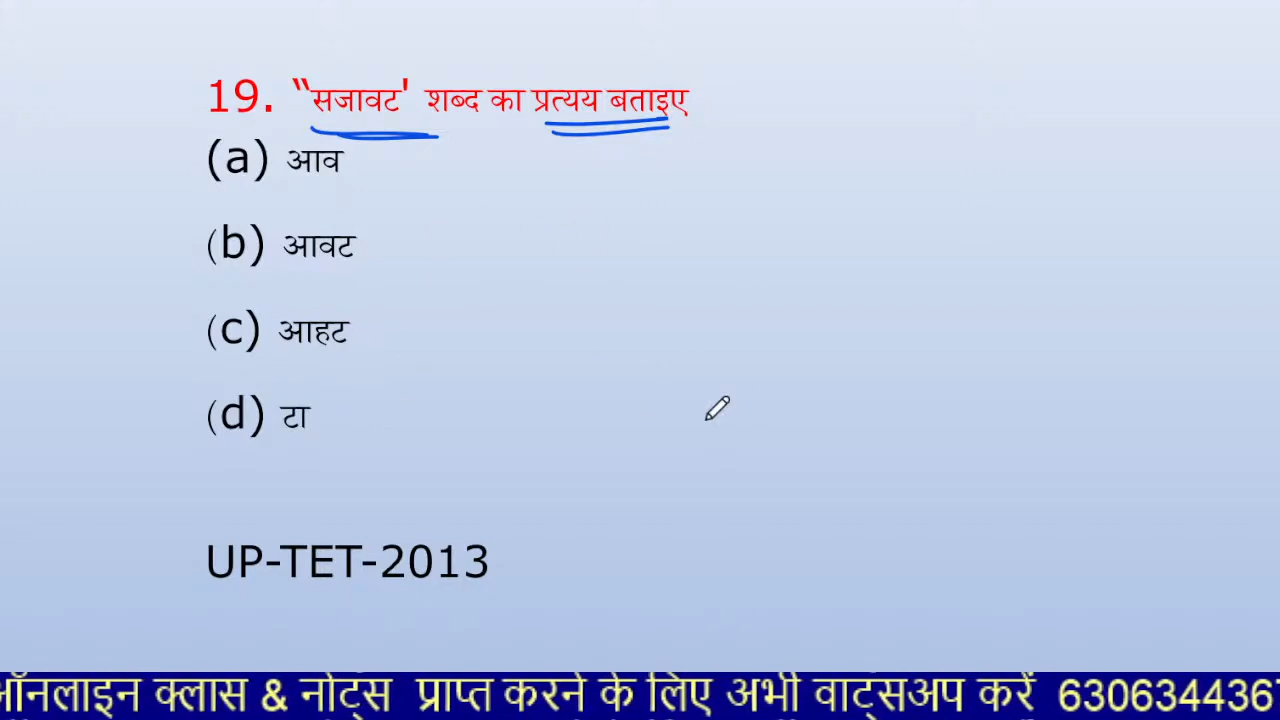 19. “सजावट' शब्द का प्रत्यय बताइए
(a) आव
(b) आवट
(c) आहट
(d) टा
UP-TET-2013
ऑनलाइन क्लास & नोट्स प्राप्त करने के लिए अभी वाट्सअप करें 630634436